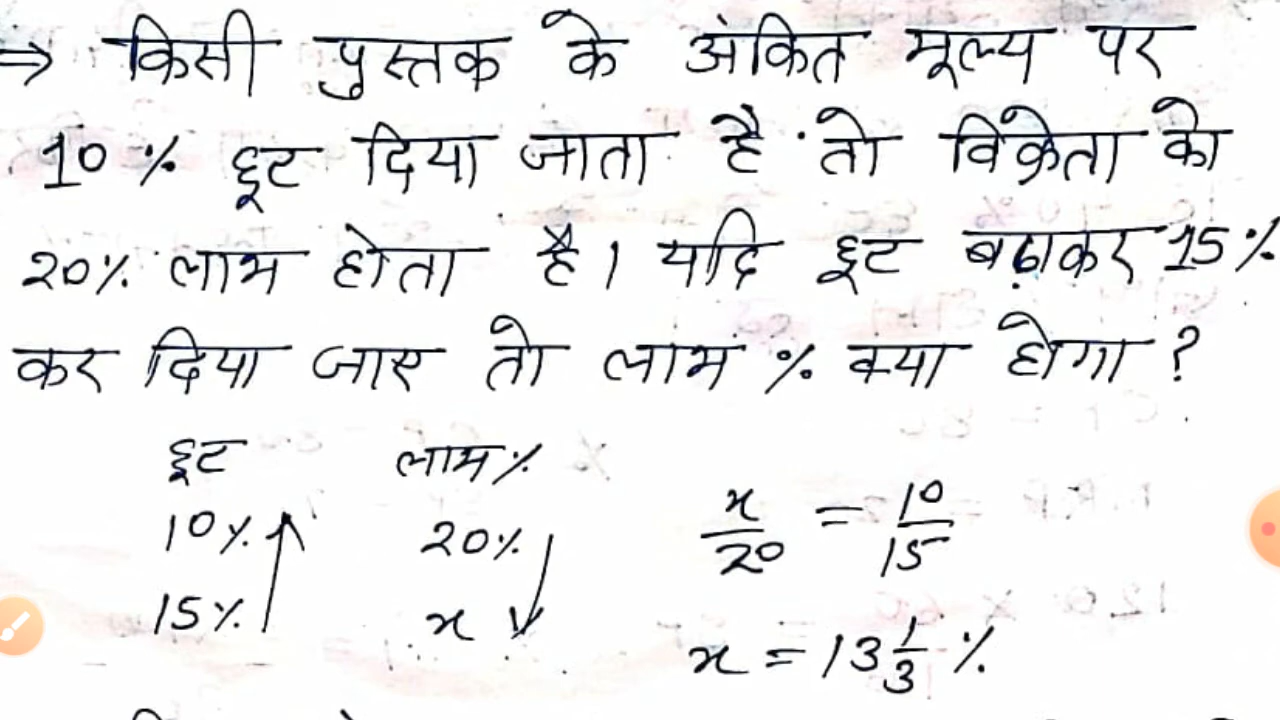 → किसी पुस्तक के अंकित मूल्य पर
10 % छूट दिया जाता है तो विक्रेता को
20% लाभ होता है। यदि छूट बढ़ाकर 15%
कर दिया जाए तो लाभ % क्या होगा ?
छूट लाभ%
10% 20% x/20 = 10/15
15% x
x = 13 1/3 %